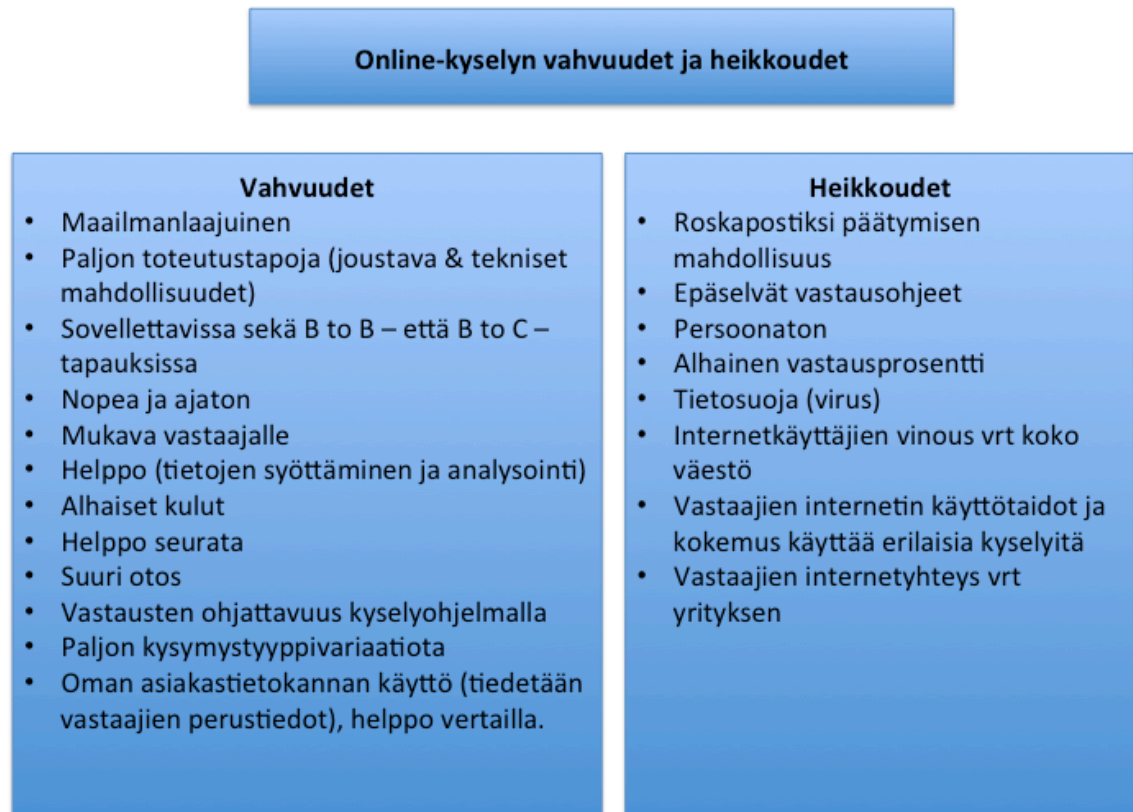 Online-kyselyn vahvuudet ja heikkoudet
Vahvuudet
• Maailmanlaajuinen
• Paljon toteutustapoja (joustava & tekniset
mahdollisuudet)
• Sovellettavissa sekä B to B – että B to C –
tapauksissa
• Nopea ja ajaton
• Mukava vastaajalle
• Helppo (tietojen syöttäminen ja analysointi)
• Alhaiset kulut
• Helppo seurata
• Suuri otos
• Vastausten ohjattavuus kyselyohjelmalla
• Paljon kysymystyyppivariaatiota
• Oman asiakastietokannan käyttö (tiedetään
vastaajien perustiedot), helppo vertailla.
Heikkoudet
• Roskapostiksi päätymisen
mahdollisuus
• Epäselvät vastausohjeet
• Persoonaton
• Alhainen vastausprosentti
• Tietosuoja (virus)
• Internetkäyttäjien vinous vrt koko
väestö
• Vastaajien internetin käyttötaidot ja
kokemus käyttää erilaisia kyselyitä
• Vastaajien internetyhteys vrt
yrityksen